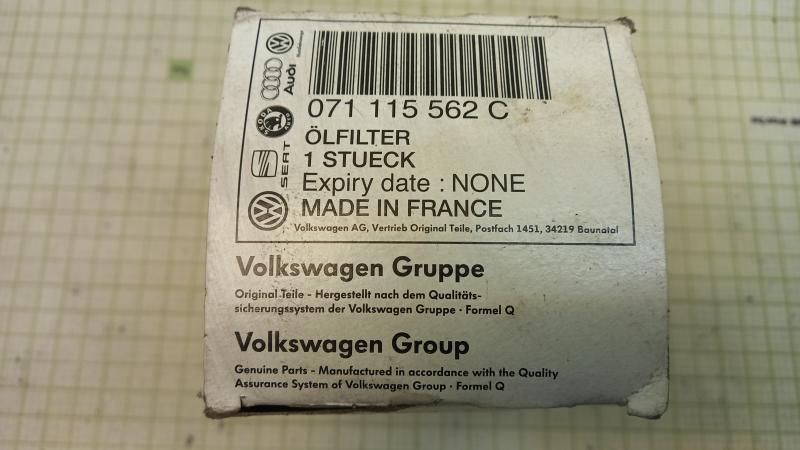 Audi
SKODA
SEAT
071 115 562 C
ÖLFILTER
1 STUECK
Expiry date : NONE
MADE IN FRANCE
Volkswagen AG, Vertrieb Original Teile, Postfach 1451, 34219 Baunatal
Volkswagen Gruppe
Original Teile - Hergestellt nach dem Qualitäts-
sicherungssystem der Volkswagen Gruppe · Formel Q
Volkswagen Group
Genuine Parts - Manufactured in accordance with the Quality
Assurance System of Volkswagen Group · Formel Q